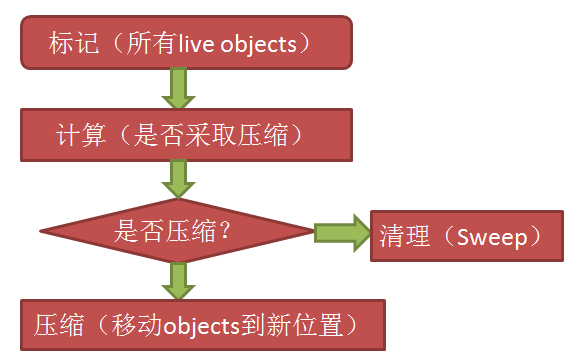 标记（所有live objects）
计算（是否采取压缩）
是否压缩？
清理（Sweep）
压缩（移动objects到新位置）